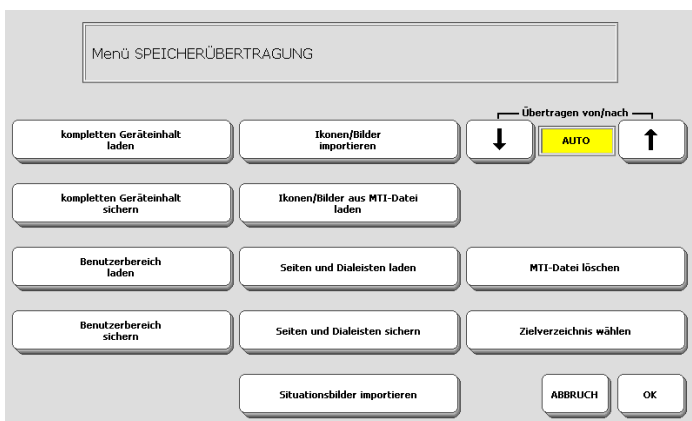 Menü SPEICHERÜBERTRAGUNG
Übertragen von/nach
kompletten Geräteinhalt
laden
Ikonen/Bilder
importieren
AUTO
kompletten Geräteinhalt
sichern
Ikonen/Bilder aus MTI-Datei
laden
Benutzerbereich
laden
Seiten und Dialeisten laden
MTI-Datei löschen
Benutzerbereich
sichern
Seiten und Dialeisten sichern
Zielverzeichnis wählen
Situationsbilder importieren
ABBRUCH
OK